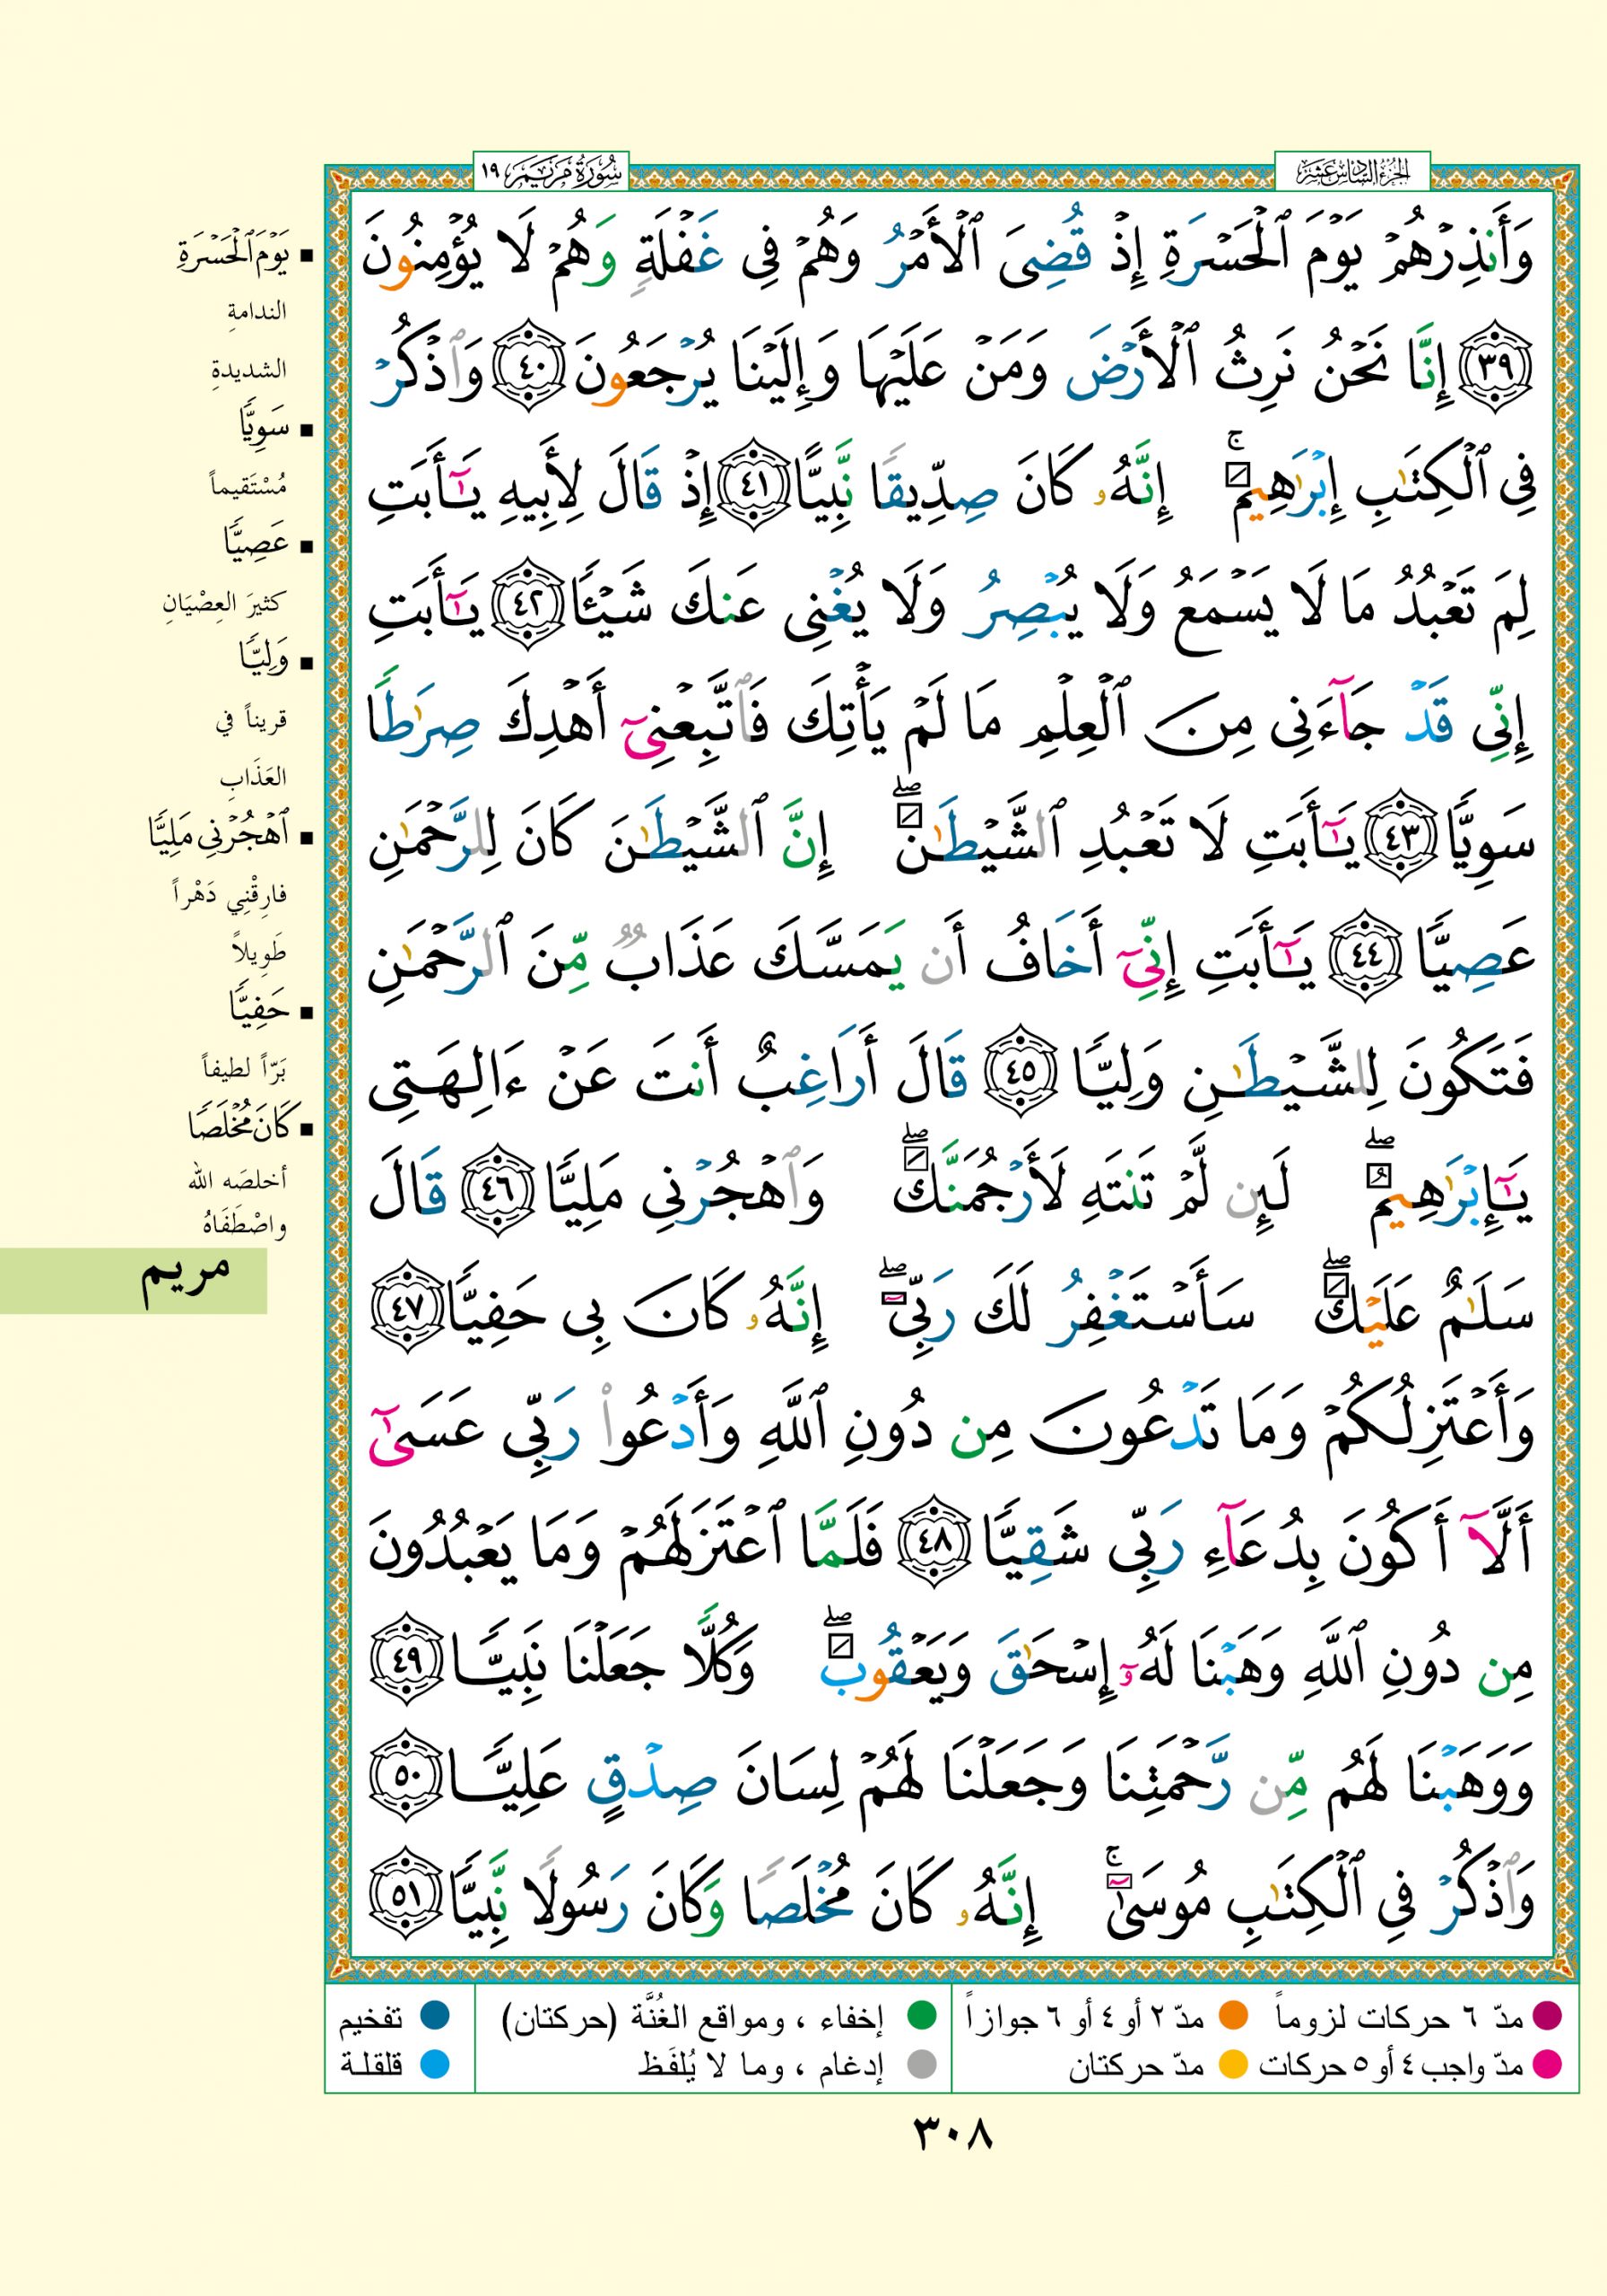 الجزء السادس عشر
سورة مريم ١٩
وَأَنذِرْهُمْ يَوْمَ ٱلْحَسْرَةِ إِذْ قُضِىَ ٱلْأَمْرُ وَهُمْ فِى غَفْلَةٍ وَهُمْ لَا يُؤْمِنُونَ
٣٩ إِنَّا نَحْنُ نَرِثُ ٱلْأَرْضَ وَمَنْ عَلَيْهَا وَإِلَيْنَا يُرْجَعُونَ ٤٠ وَٱذْكُرْ
فِى ٱلْكِتَٰبِ إِبْرَٰهِيمَ ۚ إِنَّهُۥ كَانَ صِدِّيقًا نَّبِيًّا ٤١ إِذْ قَالَ لِأَبِيهِ يَٰٓأَبَتِ
لِمَ تَعْبُدُ مَا لَا يَسْمَعُ وَلَا يُبْصِرُ وَلَا يُغْنِى عَنكَ شَيْـًٔا ٤٢ يَٰٓأَبَتِ
إِنِّى قَدْ جَآءَنِى مِنَ ٱلْعِلْمِ مَا لَمْ يَأْتِكَ فَٱتَّبِعْنِىٓ أَهْدِكَ صِرَٰطًا
سَوِيًّا ٤٣ يَٰٓأَبَتِ لَا تَعْبُدِ ٱلشَّيْطَٰنَ ۖ إِنَّ ٱلشَّيْطَٰنَ كَانَ لِلرَّحْمَٰنِ
عَصِيًّا ٤٤ يَٰٓأَبَتِ إِنِّىٓ أَخَافُ أَن يَمَسَّكَ عَذَابٌ مِّنَ ٱلرَّحْمَٰنِ
فَتَكُونَ لِلشَّيْطَٰنِ وَلِيًّا ٤٥ قَالَ أَرَاغِبٌ أَنتَ عَنْ ءَالِهَتِى
يَٰٓإِبْرَٰهِيمُ ۖ لَئِن لَّمْ تَنتَهِ لَأَرْجُمَنَّكَ ۖ وَٱهْجُرْنِى مَلِيًّا ٤٦ قَالَ
سَلَٰمٌ عَلَيْكَ ۖ سَأَسْتَغْفِرُ لَكَ رَبِّىٓ ۖ إِنَّهُۥ كَانَ بِى حَفِيًّا ٤٧
وَأَعْتَزِلُكُمْ وَمَا تَدْعُونَ مِن دُونِ ٱللَّهِ وَأَدْعُوا۟ رَبِّى عَسَىٰٓ
أَلَّآ أَكُونَ بِدُعَآءِ رَبِّى شَقِيًّا ٤٨ فَلَمَّا ٱعْتَزَلَهُمْ وَمَا يَعْبُدُونَ
مِن دُونِ ٱللَّهِ وَهَبْنَا لَهُۥٓ إِسْحَٰقَ وَيَعْقُوبَ ۖ وَكُلًّا جَعَلْنَا نَبِيًّا ٤٩
وَوَهَبْنَا لَهُم مِّن رَّحْمَتِنَا وَجَعَلْنَا لَهُمْ لِسَانَ صِدْقٍ عَلِيًّا ٥٠
وَٱذْكُرْ فِى ٱلْكِتَٰبِ مُوسَىٰٓ ۚ إِنَّهُۥ كَانَ مُخْلَصًا وَكَانَ رَسُولًا نَّبِيًّا ٥١
■ يَوْمَ ٱلْحَسْرَةِ
الندامةِ
الشديدةِ
■ سَوِيًّا
مُسْتَقيماً
■ عَصِيًّا
كثيرَ العِصْيَانِ
■ وَلِيًّا
قريناً في
العَذَابِ
■ ٱهْجُرْنِي مَلِيًّا
فارِقْنِي دَهْراً
طَوِيلاً
■ حَفِيًّا
بَرّاً لطيفاً
■ كَانَ مُخْلَصًا
أخلصَه الله
واصْطَفَاهُ
مريم
مدّ ٦ حركات لزوماً مدّ ٢ أو ٤ أو ٦ جوازاً إخفاء ، ومواقع الغُنَّة (حركتان) تفخيم
مدّ واجب ٤ أو ٥ حركات مدّ حركتان إدغام ، وما لا يُلفَظ قلقلة
٣٠٨